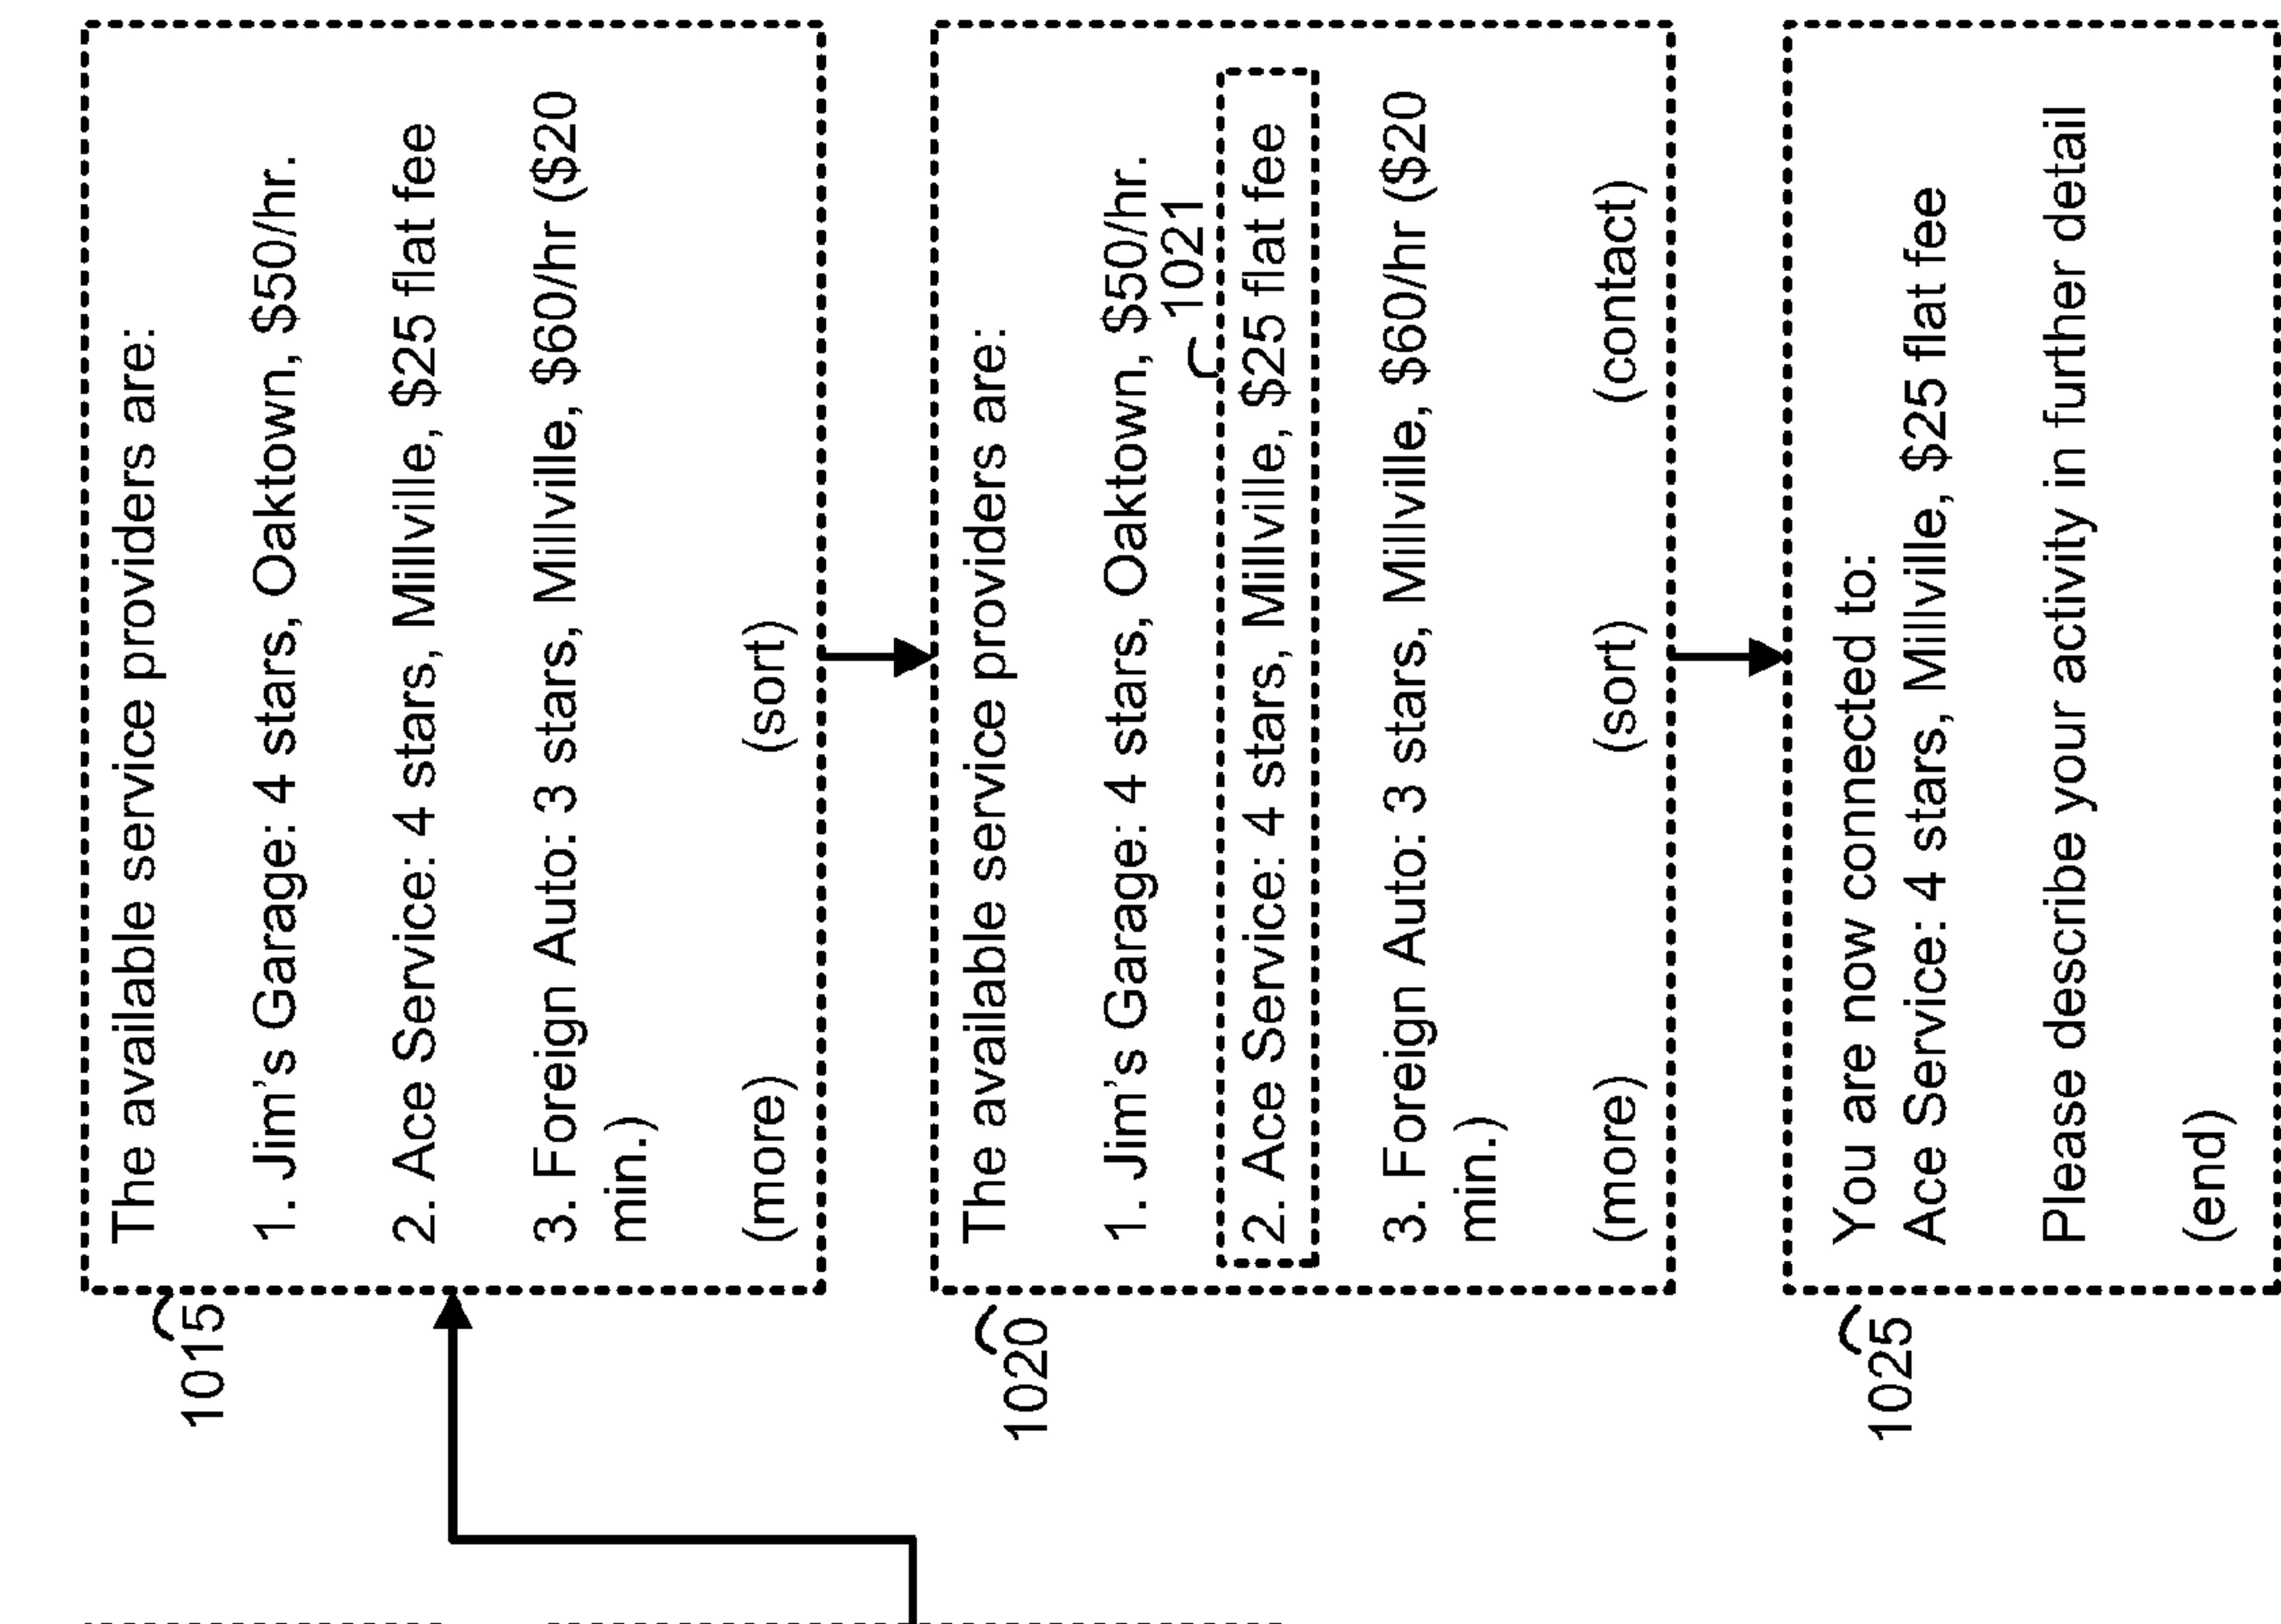 The available service providers are:
1. Jim's Garage: 4 stars, Oaktown, $50/hr.
2. Ace Service: 4 stars, Millville, $25 flat fee
3. Foreign Auto: 3 stars, Millville, $60/hr ($20
min.)
(more) (sort)
1015
The available service providers are:
1. Jim's Garage: 4 stars, Oaktown, $50/hr.
1021
2. Ace Service: 4 stars, Millville, $25 flat fee
3. Foreign Auto: 3 stars, Millville, $60/hr ($20
min.)
(more) (sort) (contact)
1020
You are now connected to:
Ace Service: 4 stars, Millville, $25 flat fee
Please describe your activity in further detail
(end)
1025